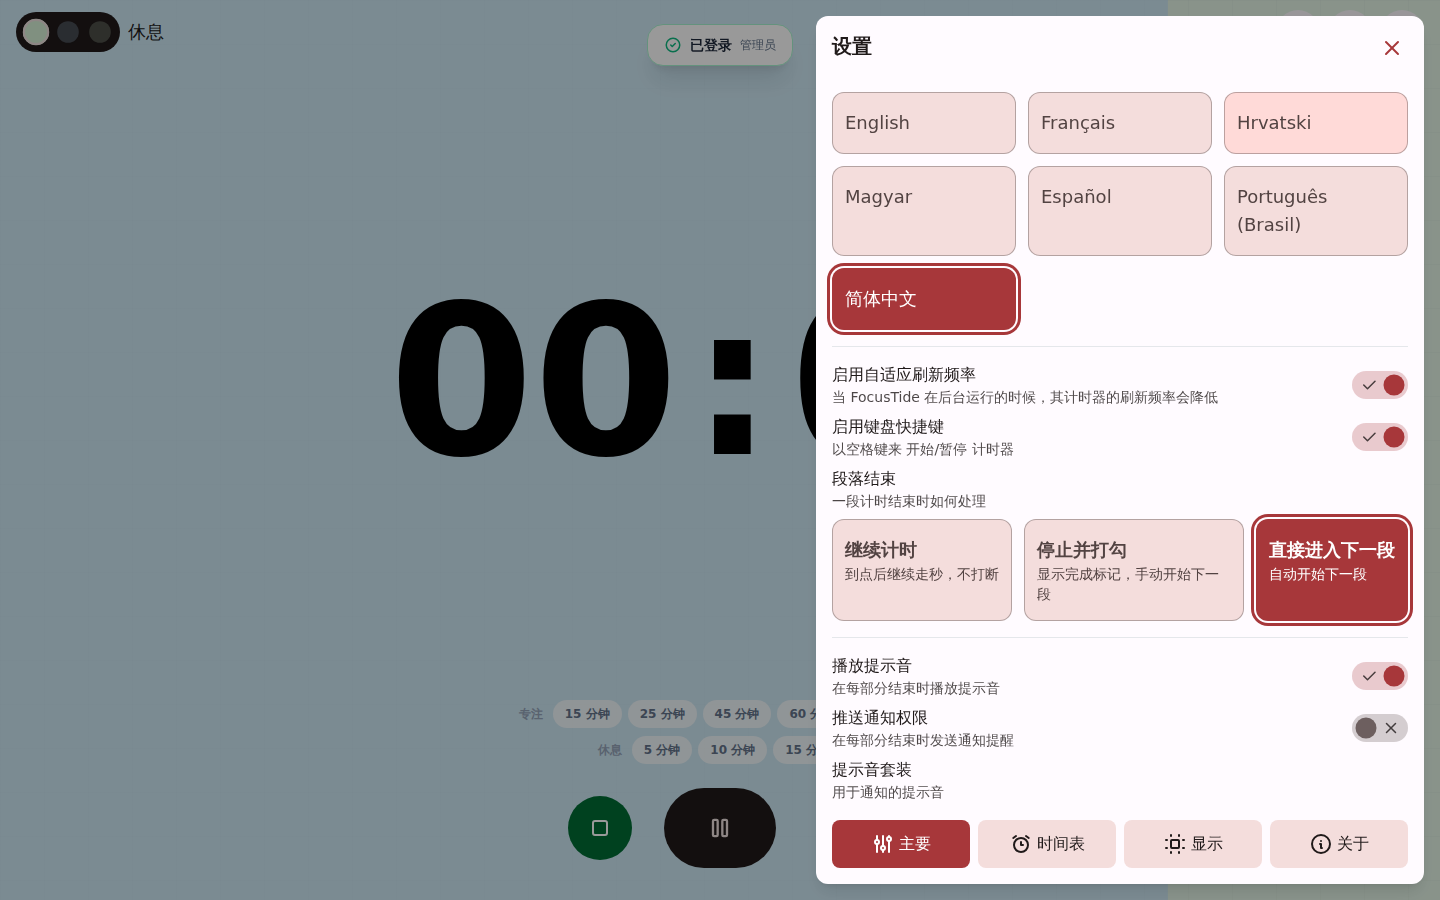 休息
已登录 管理员
设置
English
Français
Hrvatski
Magyar
Español
Português
(Brasil)
简体中文
启用自适应刷新频率
当 FocusTide 在后台运行的时候，其计时器的刷新频率会降低
启用键盘快捷键
以空格键来 开始/暂停 计时器
段落结束
一段计时结束时如何处理
继续计时
到点后继续走秒，不打断
停止并打勾
显示完成标记，手动开始下一
段
直接进入下一段
自动开始下一段
播放提示音
在每部分结束时播放提示音
推送通知权限
在每部分结束时发送通知提醒
提示音套装
用于通知的提示音
主要
时间表
显示
关于
00:
专注 15 分钟 25 分钟 45 分钟 60
休息 5 分钟 10 分钟 15